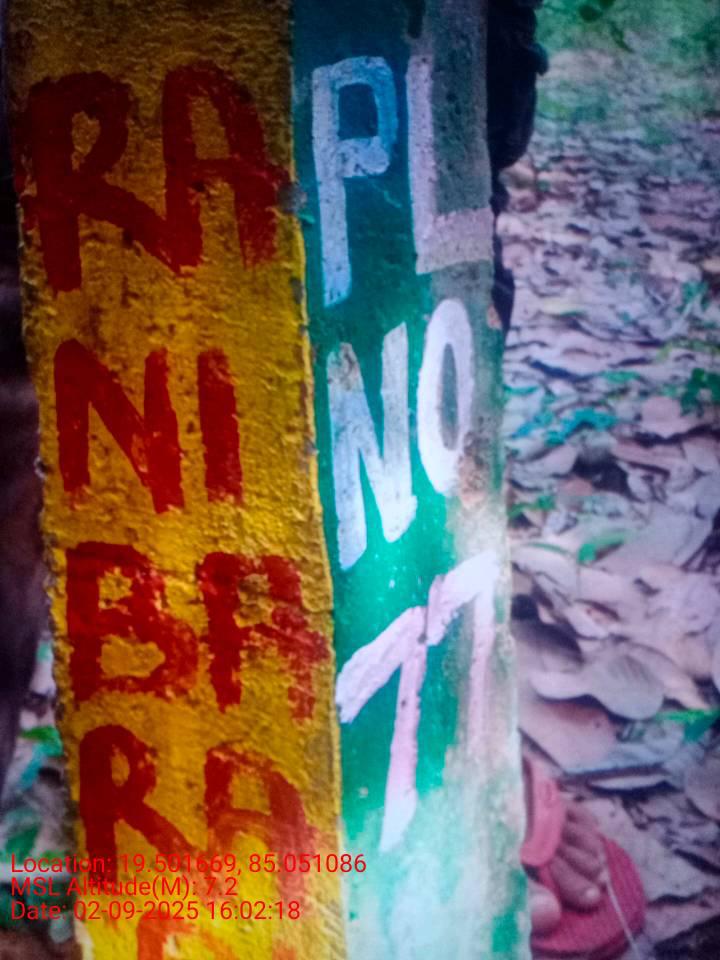 RA
NI
BA
RA
PL
NO
77
Location: 19.501669, 85.051086
MSL Altitude(M): 7.2
Date: 02-09-2025 16:02:18